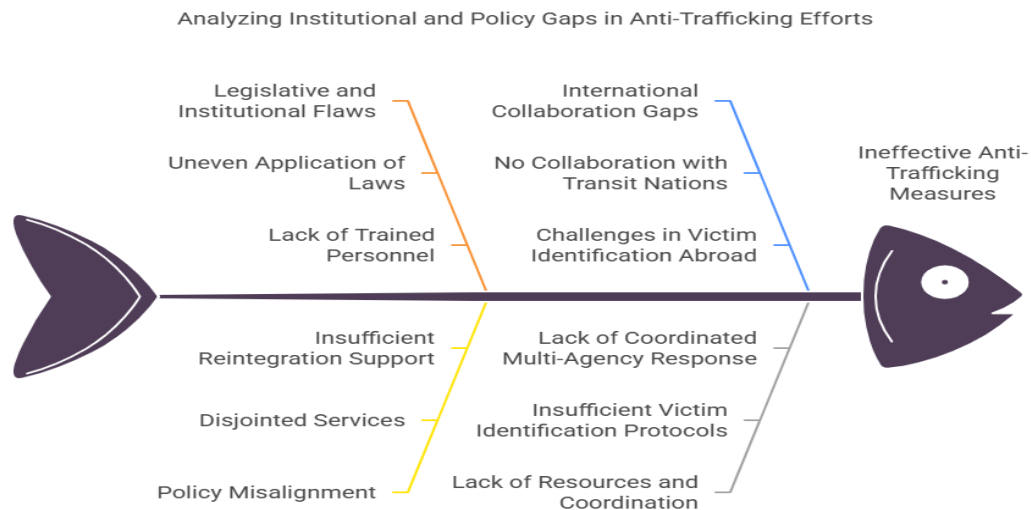 Analyzing Institutional and Policy Gaps in Anti-Trafficking Efforts
Legislative and
Institutional Flaws
Uneven Application of
Laws
Lack of Trained
Personnel
International
Collaboration Gaps
No Collaboration with
Transit Nations
Challenges in Victim
Identification Abroad
Ineffective Anti-
Trafficking
Measures
Insufficient
Reintegration Support
Disjointed Services
Policy Misalignment
Lack of Coordinated
Multi-Agency Response
Insufficient Victim
Identification Protocols
Lack of Resources and
Coordination